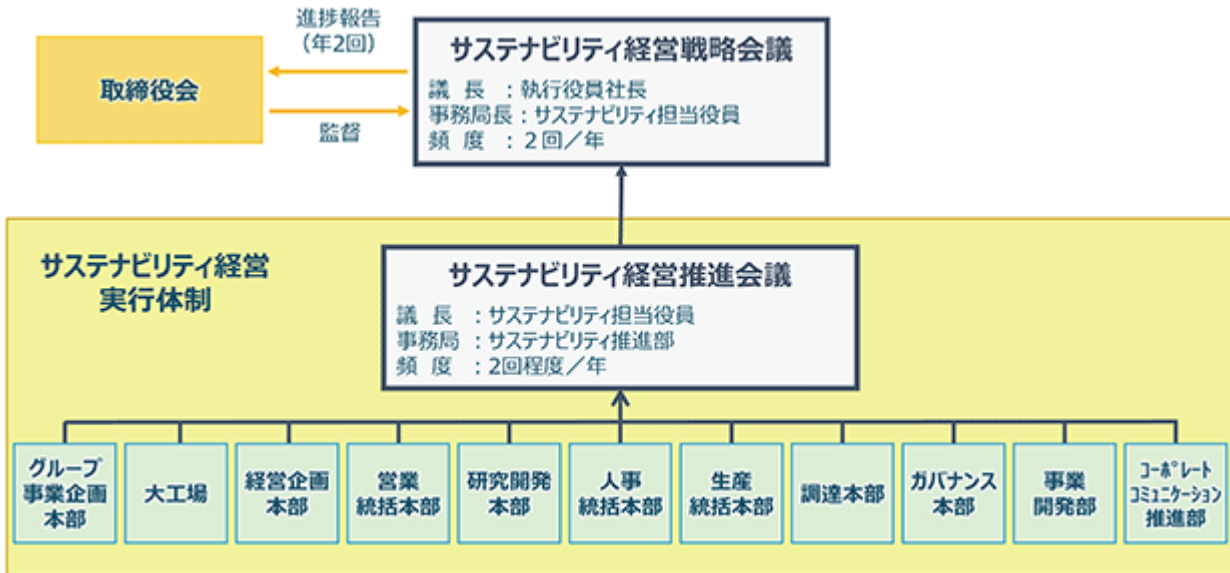 進捗報告
（年2回）
取締役会
監督
サステナビリティ経営戦略会議
議 長 ：執行役員社長
事務局長：サステナビリティ担当役員
頻 度 ：２回／年
サステナビリティ経営
実行体制
サステナビリティ経営推進会議
議 長 ：サステナビリティ担当役員
事務局 ：サステナビリティ推進部
頻 度 ：2回程度／年
グループ
事業企画
本部
大工場
経営企画
本部
営業
統括本部
研究開発
本部
人事
統括本部
生産
統括本部
調達本部
ガバナンス
本部
事業
開発部
ｺｰﾎﾟﾚｰﾄ
ｺﾐｭﾆｹｰｼｮﾝ
推進部